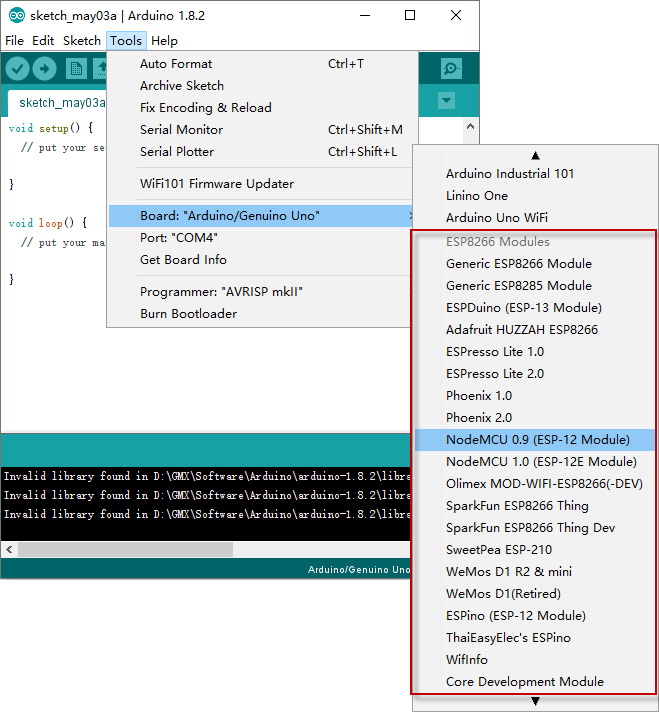 sketch_may03a | Arduino 1.8.2
File Edit Sketch Tools Help
sketch_may03a
void setup() {
// put your se
}
void loop() {
// put your ma
}
Auto Format Ctrl+T
Archive Sketch
Fix Encoding & Reload
Serial Monitor Ctrl+Shift+M
Serial Plotter Ctrl+Shift+L
WiFi101 Firmware Updater
Board: "Arduino/Genuino Uno"
Port: "COM4"
Get Board Info
Programmer: "AVRISP mkII"
Burn Bootloader
Arduino Industrial 101
Linino One
Arduino Uno WiFi
ESP8266 Modules
Generic ESP8266 Module
Generic ESP8285 Module
ESPDuino (ESP-13 Module)
Adafruit HUZZAH ESP8266
ESPresso Lite 1.0
ESPresso Lite 2.0
Phoenix 1.0
Phoenix 2.0
NodeMCU 0.9 (ESP-12 Module)
NodeMCU 1.0 (ESP-12E Module)
Olimex MOD-WIFI-ESP8266(-DEV)
SparkFun ESP8266 Thing
SparkFun ESP8266 Thing Dev
SweetPea ESP-210
WeMos D1 R2 & mini
WeMos D1(Retired)
ESPino (ESP-12 Module)
ThaiEasyElec's ESPino
WifInfo
Core Development Module
Invalid library found in D:\GMX\Software\Arduino\arduino-1.8.2\libra
Invalid library found in D:\GMX\Software\Arduino\arduino-1.8.2\libra
Invalid library found in D:\GMX\Software\Arduino\arduino-1.8.2\libra
Arduino/Genuino Uno